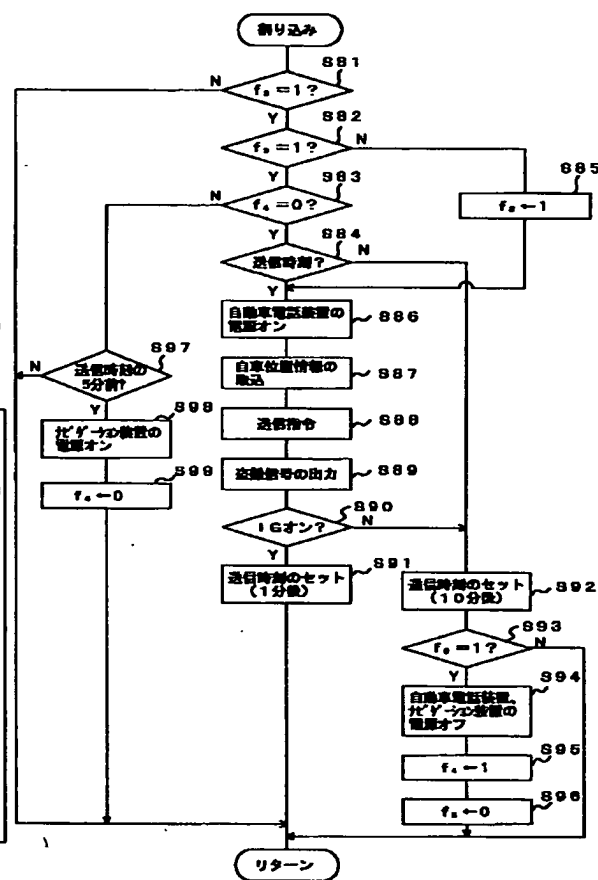 割り込み
S81
N
f₈=1?
Y
S82
N
f₉=1?
Y
S83
N
S85
f₄=0?
f₈←1
Y
S84
N
送信時刻?
Y
自動車電話装置の
電源オン
S86
自車位置情報の
取込
S87
送信指令
S88
盗難信号の出力
S89
S90
IGオン?
N
Y
S91
送信時刻のセット
(1分後)
S97
N
送信時刻の
5分前?
Y
S98
ナビゲーション装置の
電源オン
S99
f₄←0
送信時刻のセット
(10分後)
S92
S93
N
=1?
Y
S94
自動車電話装置、
ナビゲーション装置の
電源オフ
S95
f₄←1
S96
←0
リターン